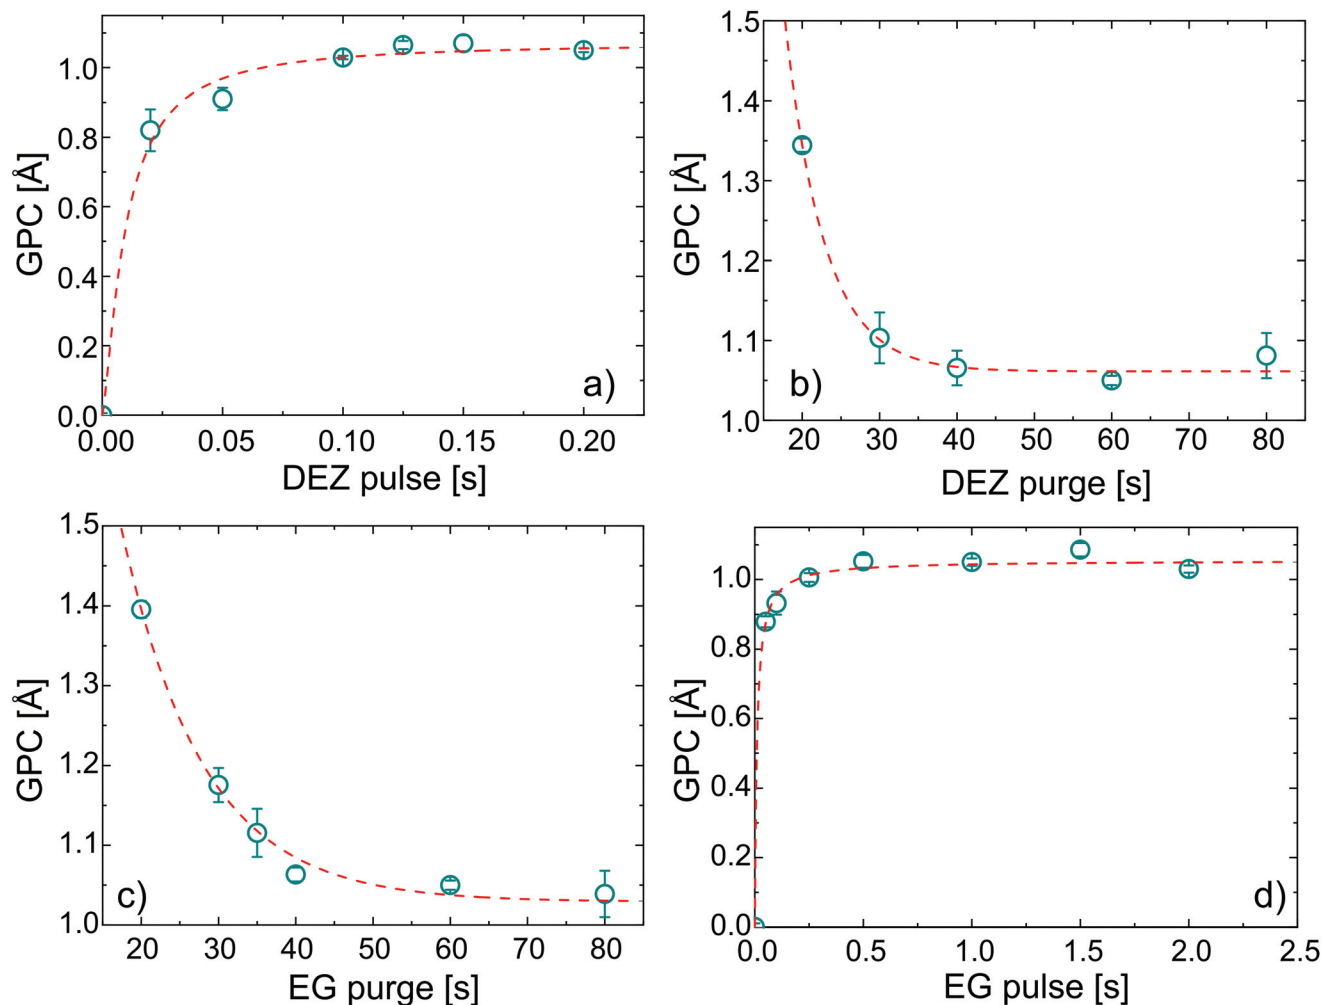 GPC [Å]
1.0
0.8
0.6
0.4
0.2
0.0
a)
0.00 0.05 0.10 0.15 0.20
DEZ pulse [s]
GPC [Å]
1.5
1.4
1.3
1.2
1.1
1.0
b)
20 30 40 50 60 70 80
DEZ purge [s]
GPC [Å]
1.5
1.4
1.3
1.2
1.1
1.0
c)
20 30 40 50 60 70 80
EG purge [s]
GPC [Å]
1.0
0.8
0.6
0.4
0.2
0.0
d)
0.0 0.5 1.0 1.5 2.0 2.5
EG pulse [s]